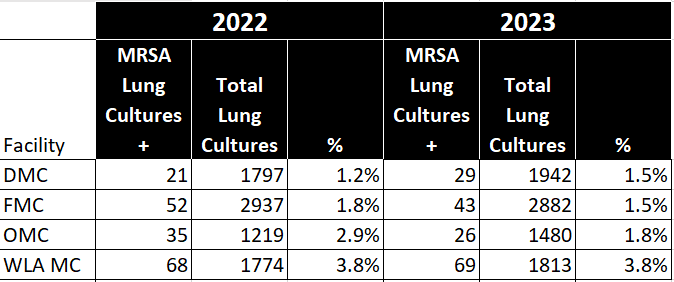 2022 2023
MRSA Lung Cultures + Total Lung Cultures % MRSA Lung Cultures + Total Lung Cultures %
Facility
DMC 21 1797 1.2% 29 1942 1.5%
FMC 52 2937 1.8% 43 2882 1.5%
OMC 35 1219 2.9% 26 1480 1.8%
WLA MC 68 1774 3.8% 69 1813 3.8%